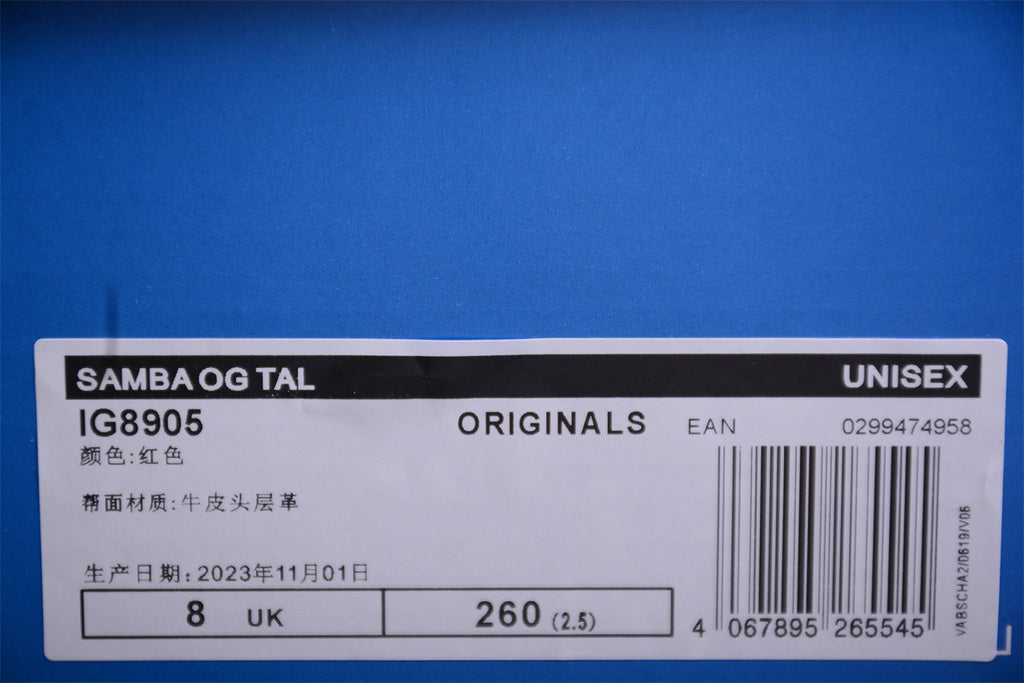 SAMBA OG TAL UNISEX
IG8905 ORIGINALS EAN 0299474958
颜色:红色
帮面材质:牛皮头层革
生产日期:2023年11月01日
8 UK 260 (2.5)
4 067895 265545
VABSCHA2/0619/V06